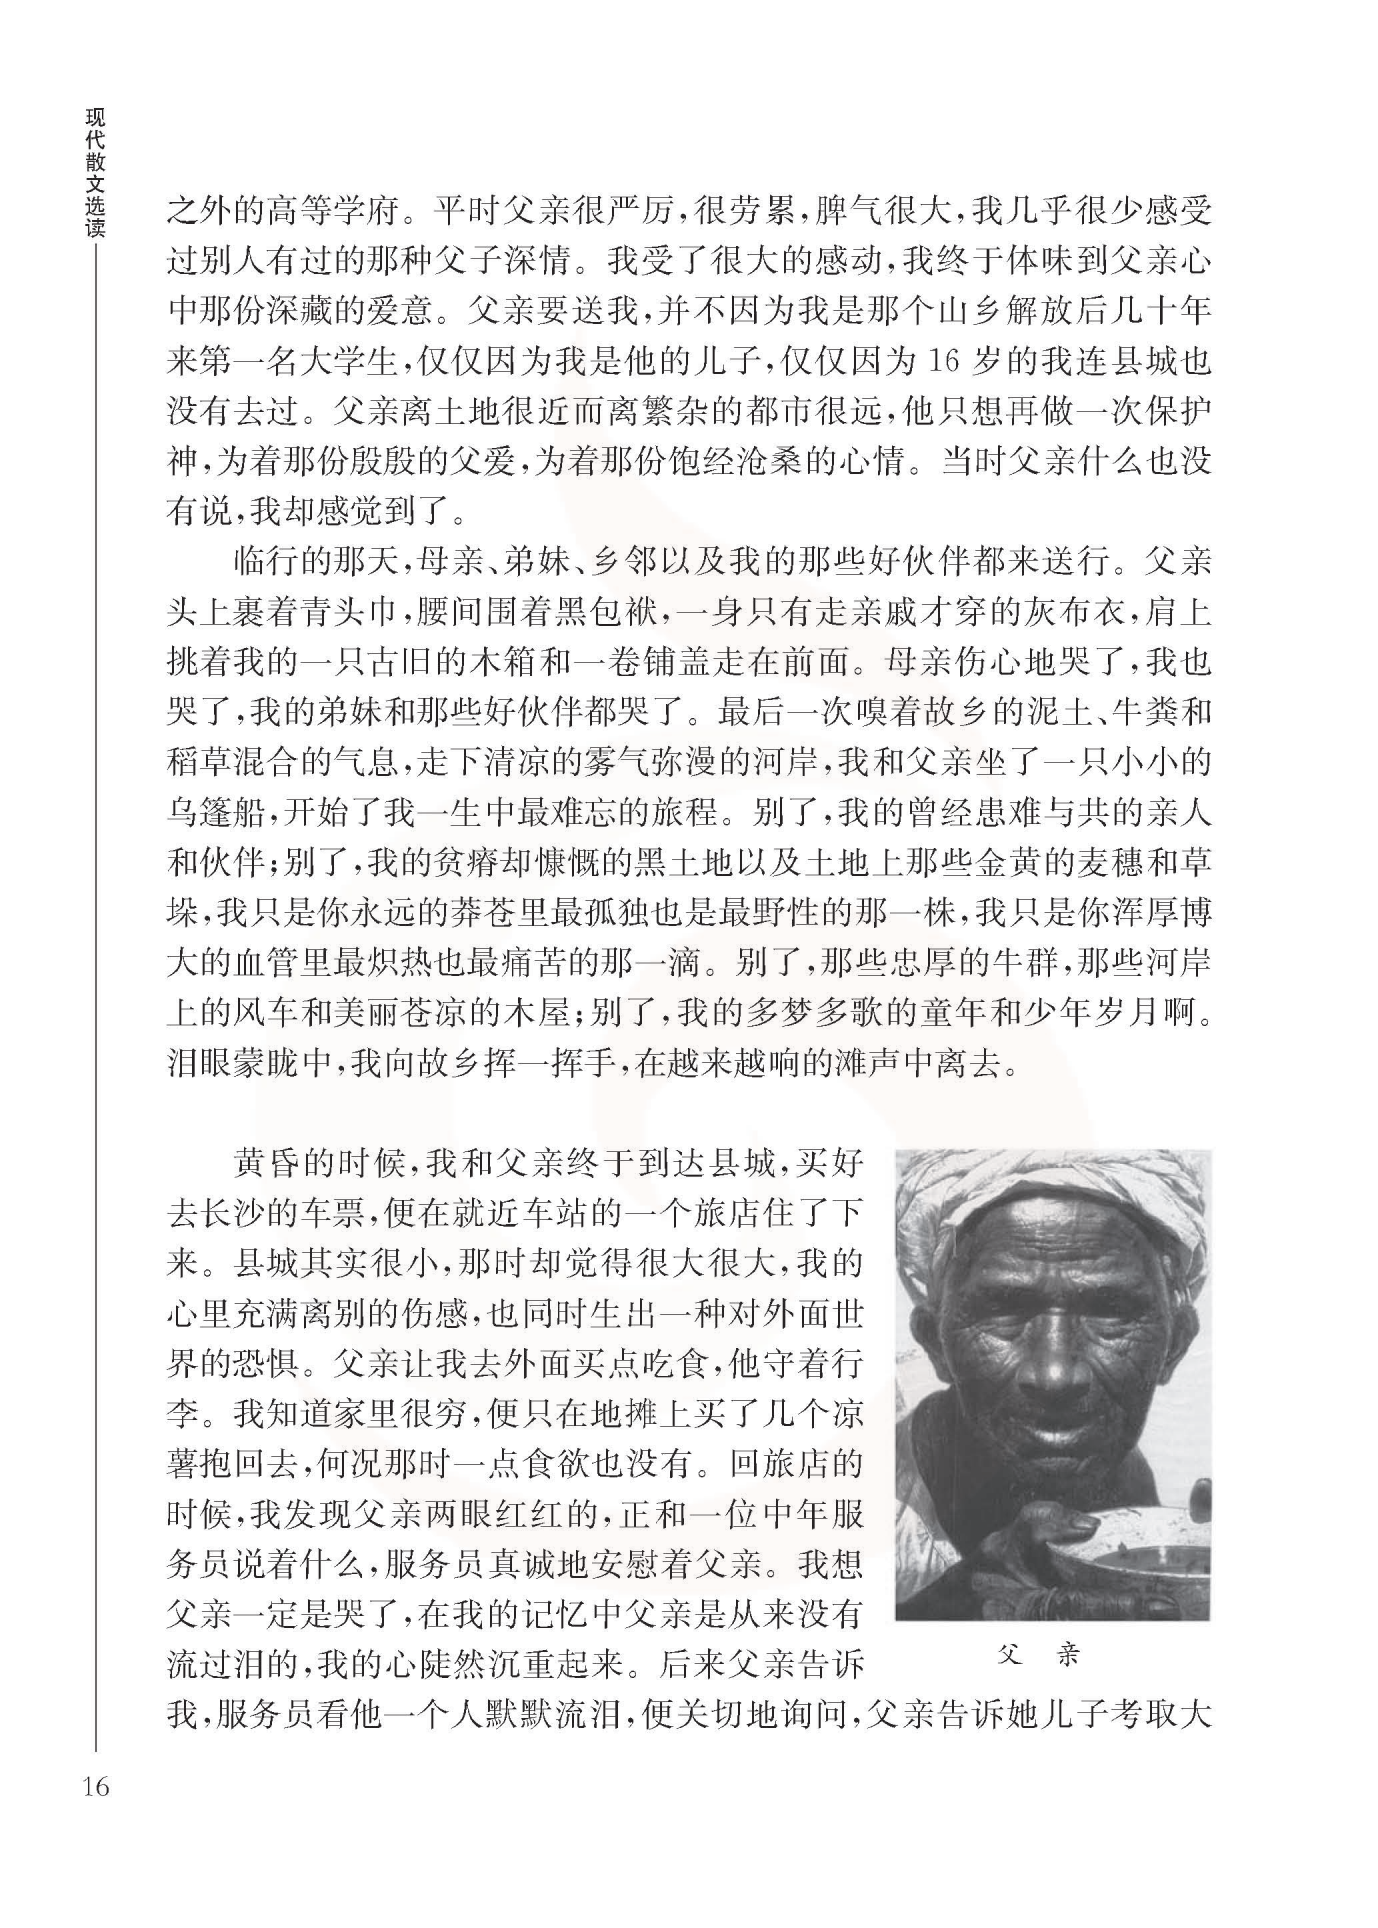 现代散文选读
之外的高等学府。平时父亲很严厉,很劳累,脾气很大,我几乎很少感受
过别人有过的那种父子深情。我受了很大的感动,我终于体味到父亲心
中那份深藏的爱意。父亲要送我,并不因为我是那个山乡解放后几十年
来第一名大学生,仅仅因为我是他的儿子,仅仅因为 16 岁的我连县城也
没有去过。父亲离土地很近而离繁杂的都市很远,他只想再做一次保护
神,为着那份殷殷的父爱,为着那份饱经沧桑的心情。当时父亲什么也没
有说,我却感觉到了。
临行的那天,母亲、弟妹、乡邻以及我的那些好伙伴都来送行。父亲
头上裹着青头巾,腰间围着黑包袱,一身只有走亲戚才穿的灰布衣,肩上
挑着我的一只古旧的木箱和一卷铺盖走在前面。母亲伤心地哭了,我也
哭了,我的弟妹和那些好伙伴都哭了。最后一次嗅着故乡的泥土、牛粪和
稻草混合的气息,走下清凉的雾气弥漫的河岸,我和父亲坐了一只小小的
乌篷船,开始了我一生中最难忘的旅程。别了,我的曾经患难与共的亲人
和伙伴;别了,我的贫瘠却慷慨的黑土地以及土地上那些金黄的麦穗和草
垛,我只是你永远的莽苍里最孤独也是最野性的那一株,我只是你浑厚博
大的血管里最炽热也最痛苦的那一滴。别了,那些忠厚的牛群,那些河岸
上的风车和美丽苍凉的木屋;别了,我的多梦多歌的童年和少年岁月啊。
泪眼蒙眬中,我向故乡挥一挥手,在越来越响的滩声中离去。
黄昏的时候,我和父亲终于到达县城,买好
去长沙的车票,便在就近车站的一个旅店住了下
来。县城其实很小,那时却觉得很大很大,我的
心里充满离别的伤感,也同时生出一种对外面世
界的恐惧。父亲让我去外面买点吃食,他守着行
李。我知道家里很穷,便只在地摊上买了几个凉
薯抱回去,何况那时一点食欲也没有。回旅店的
时候,我发现父亲两眼红红的,正和一位中年服
务员说着什么,服务员真诚地安慰着父亲。我想
父亲一定是哭了,在我的记忆中父亲是从来没有
流过泪的,我的心陡然沉重起来。后来父亲告诉
我,服务员看他一个人默默流泪,便关切地询问,父亲告诉她儿子考取大
父 亲
16